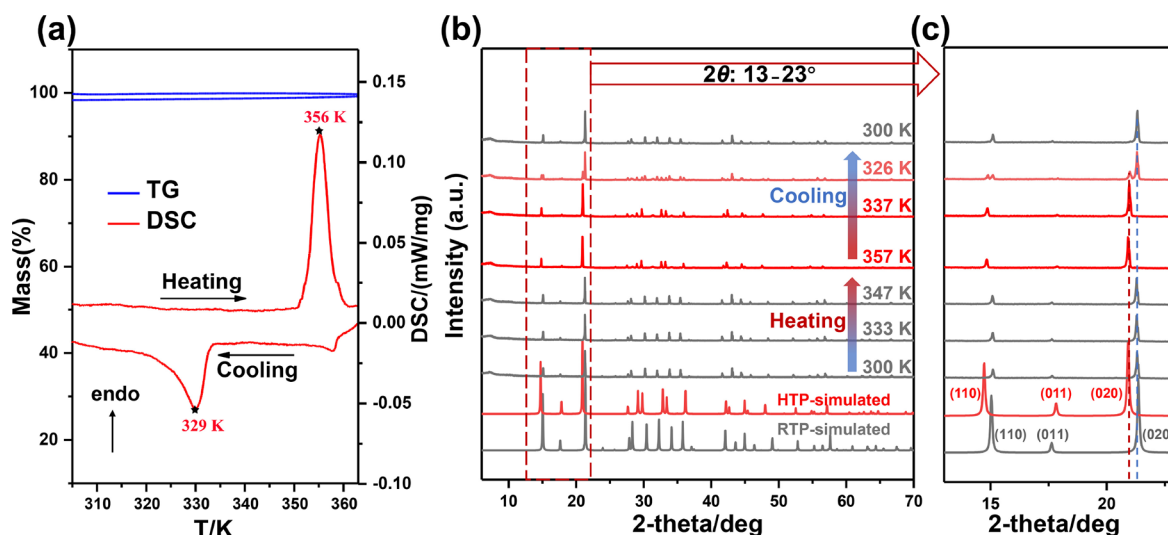 (a)
100
80
60
40
20
Mass(%)
356 K
TG
DSC
Heating
Cooling
endo
329 K
310
320
330
340
350
360
T/K
0.15
0.10
0.05
0.00
-0.05
-0.10
DSC/(mW/mg)
(b)
2θ: 13-23°
300 K
326 K
Cooling
337 K
357 K
347 K
Heating
333 K
300 K
HTP-simulated
RTP-simulated
Intensity (a.u.)
10
20
30
40
50
60
70
2-theta/deg
(c)
(110)
(011)
(020)
(110)
(011)
(020
15
20
2-theta/deg